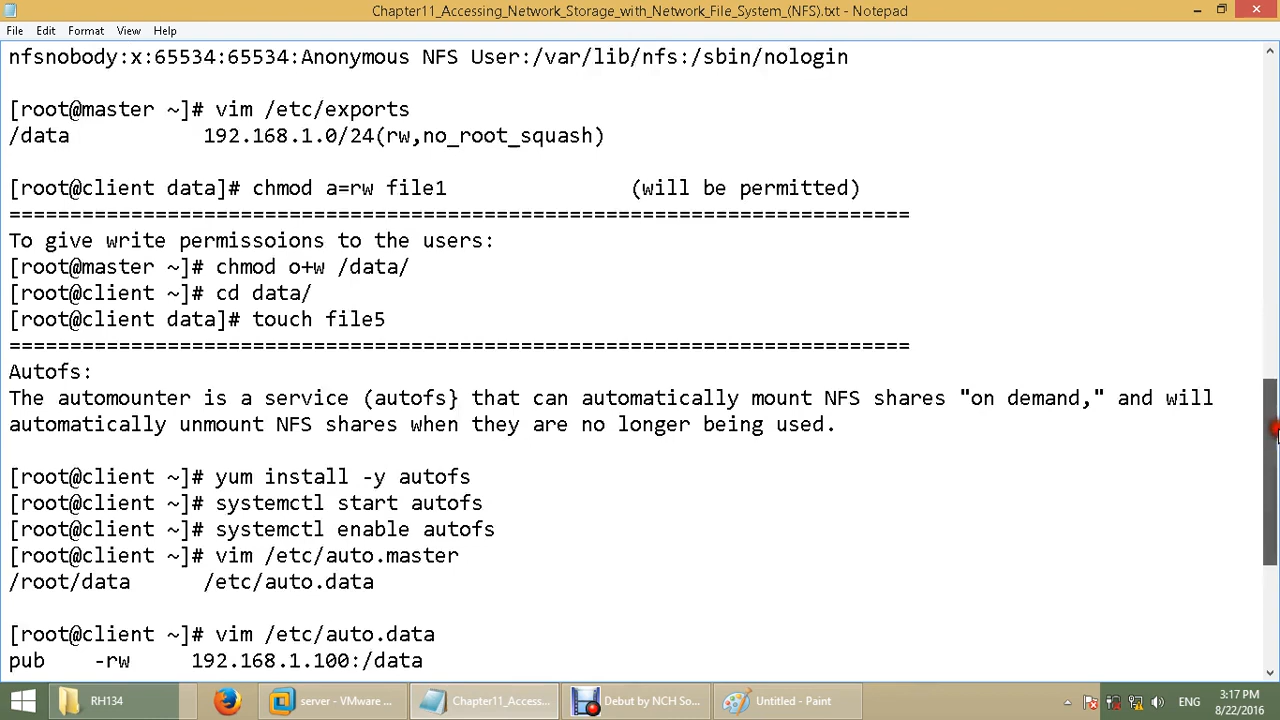 Chapter11_Accessing_Network_Storage_with_Network_File_System_(NFS).txt - Notepad
File Edit Format View Help
nfsnobody:x:65534:65534:Anonymous NFS User:/var/lib/nfs:/sbin/nologin
[root@master ~]# vim /etc/exports
/data 192.168.1.0/24(rw,no_root_squash)
[root@client data]# chmod a=rw file1 (will be permitted)
==========================================================================
To give write permissoions to the users:
[root@master ~]# chmod o+w /data/
[root@client ~]# cd data/
[root@client data]# touch file5
==========================================================================
Autofs:
The automounter is a service (autofs} that can automatically mount NFS shares "on demand," and will
automatically unmount NFS shares when they are no longer being used.
[root@client ~]# yum install -y autofs
[root@client ~]# systemctl start autofs
[root@client ~]# systemctl enable autofs
[root@client ~]# vim /etc/auto.master
/root/data /etc/auto.data
[root@client ~]# vim /etc/auto.data
pub -rw 192.168.1.100:/data
RH134 server - VMware ... Chapter11_Access... Debut by NCH So... Untitled - Paint ENG 3:17 PM
8/22/2016